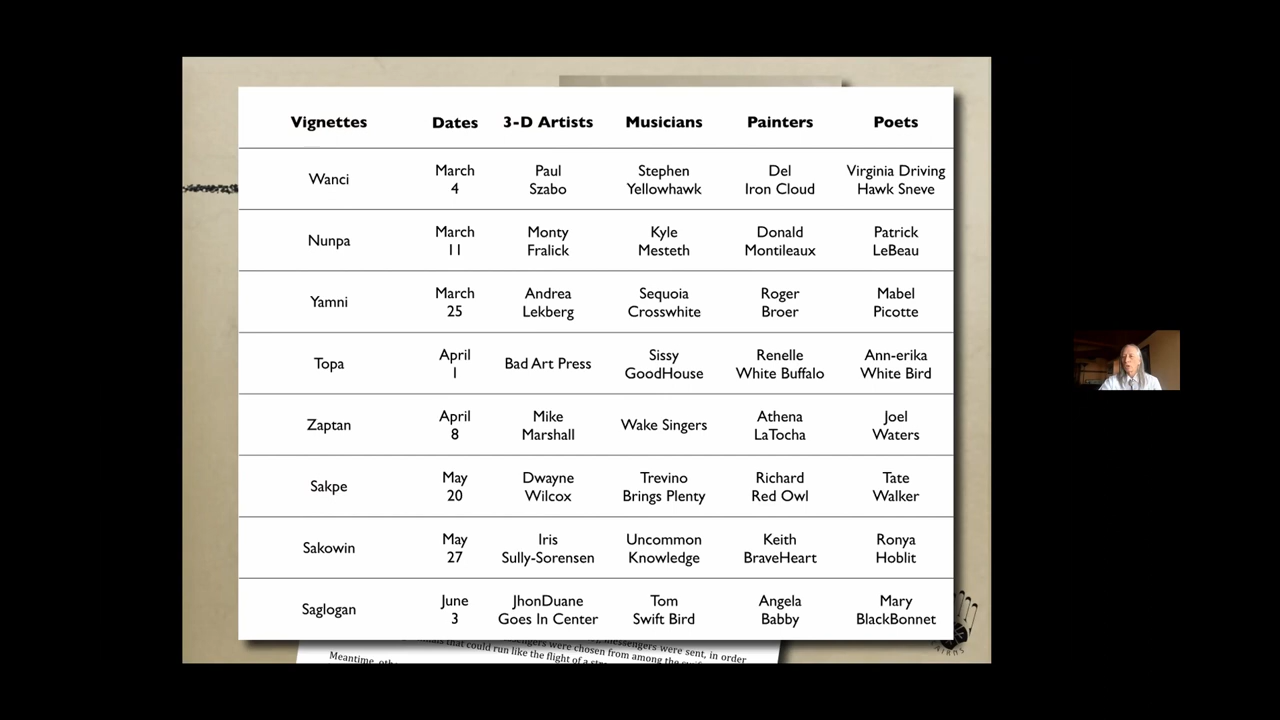 Vignettes Dates 3-D Artists Musicians Painters Poets
Wanci March 4 Paul Szabo Stephen Yellowhawk Del Iron Cloud Virginia Driving Hawk Sneve
Nunpa March 11 Monty Fralick Kyle Mesteth Donald Montileaux Patrick LeBeau
Yamni March 25 Andrea Lekberg Sequoia Crosswhite Roger Broer Mabel Picotte
Topa April 1 Bad Art Press Sissy GoodHouse Renelle White Buffalo Ann-erika White Bird
Zaptan April 8 Mike Marshall Wake Singers Athena LaTocha Joel Waters
Sakpe May 20 Dwayne Wilcox Trevino Brings Plenty Richard Red Owl Tate Walker
Sakowin May 27 Iris Sully-Sorensen Uncommon Knowledge Keith BraveHeart Ronya Hoblit
Saglogan June 3 JhonDuane Goes In Center Tom Swift Bird Angela Babby Mary BlackBonnet
messengers were sent, in order
were chosen from among the
that could run like the flight of a
Meantime,